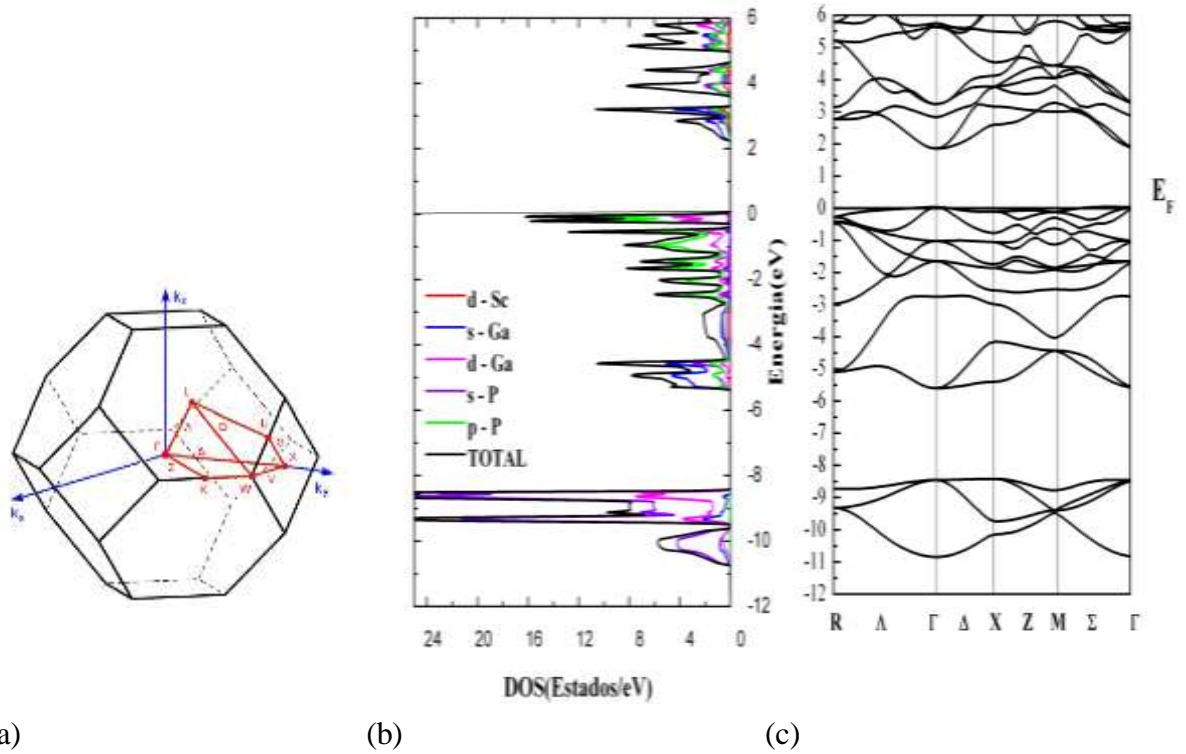 kz
ky
kx
L
Λ
Γ
Δ
Σ
K
W
X
L
Q
6
4
2
0
-2
-4
-6
-8
-10
-12
Energia(eV)
d - Sc
s - Ga
d - Ga
s - P
p - P
TOTAL
24 20 16 12 8 4 0
DOS(Estados/eV)
6
5
4
3
2
1
0
-1
-2
-3
-4
-5
-6
-7
-8
-9
-10
-11
-12
E_F
R Λ Γ Δ X Z M Σ Γ
a) (b) (c)